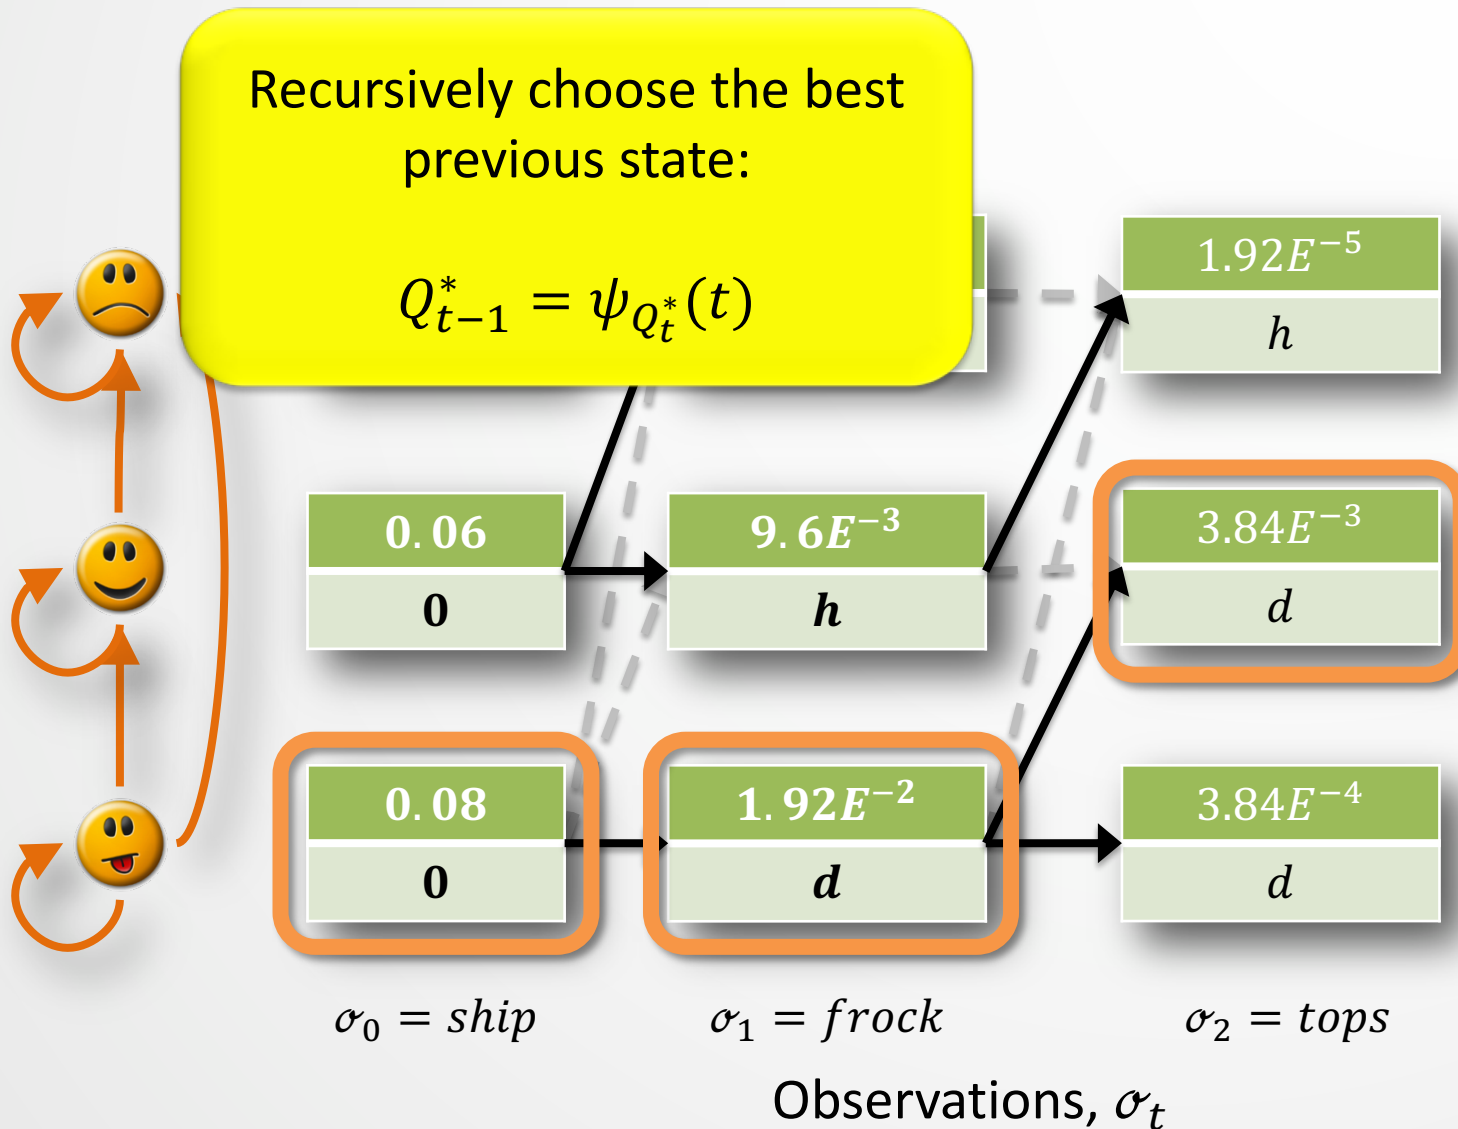 Recursively choose the best
previous state:
Q*_{t−1} = ψ_{Q*_t}(t)
1.92E^{−5}
h
0.06
0
9.6E^{−3}
h
3.84E^{−3}
d
0.08
0
1.92E^{−2}
d
3.84E^{−4}
d
σ_0 = ship
σ_1 = frock
σ_2 = tops
Observations, σ_t